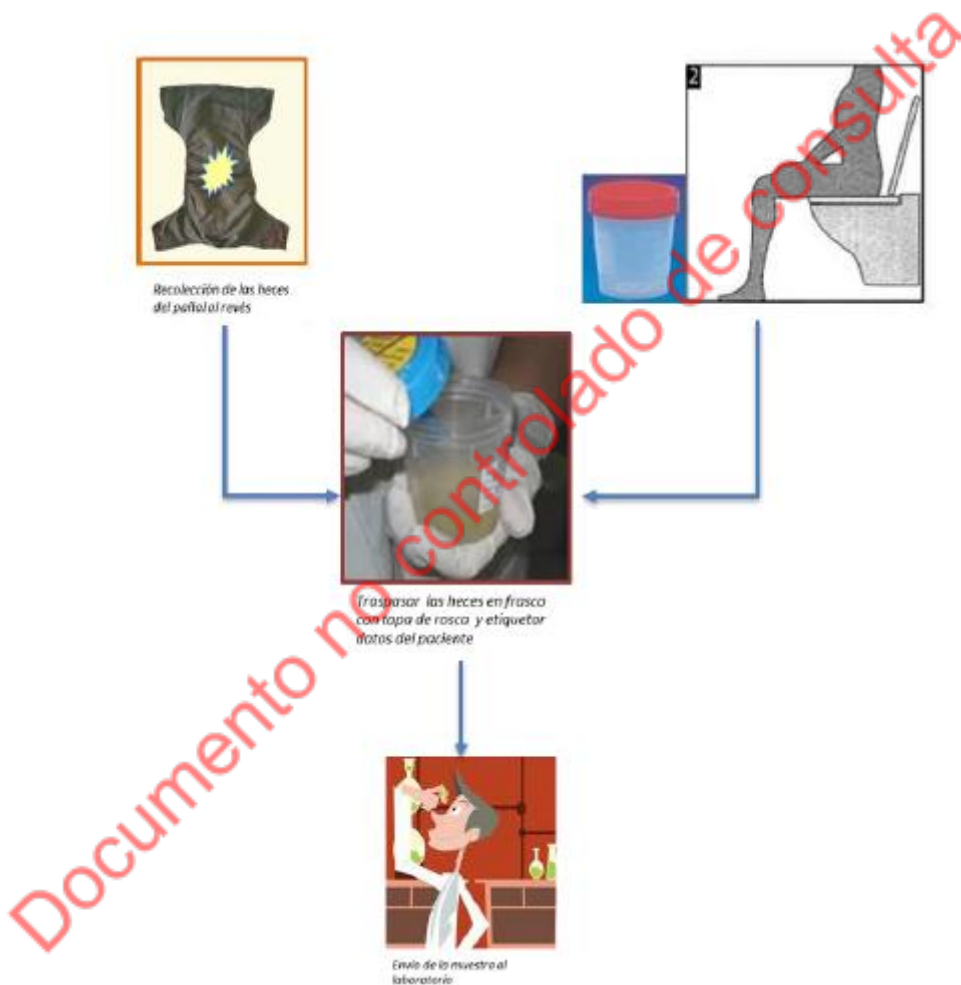 2
Recolección de las heces
del pañal al revés
Traspasar las heces en frasco
con tapa de rosca y etiquetar
datos del paciente
Envío de la muestra al
laboratorio
Documento no controlado de consulta